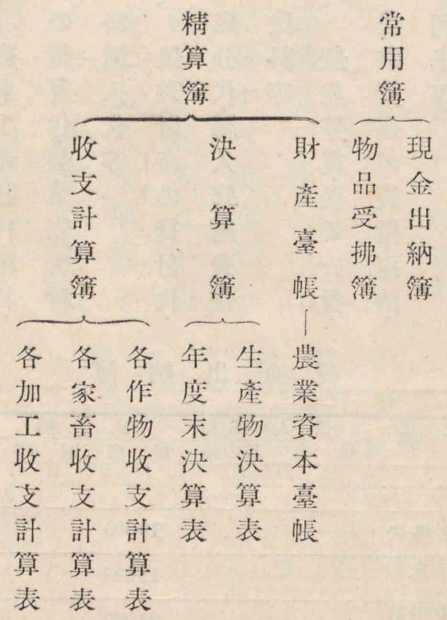 常用簿
現金出納簿
物品受拂簿
精算簿
財產臺帳
農業資本臺帳
決算簿
生產物決算表
年度末決算表
收支計算簿
各作物收支計算表
各家畜收支計算表
各加工收支計算表